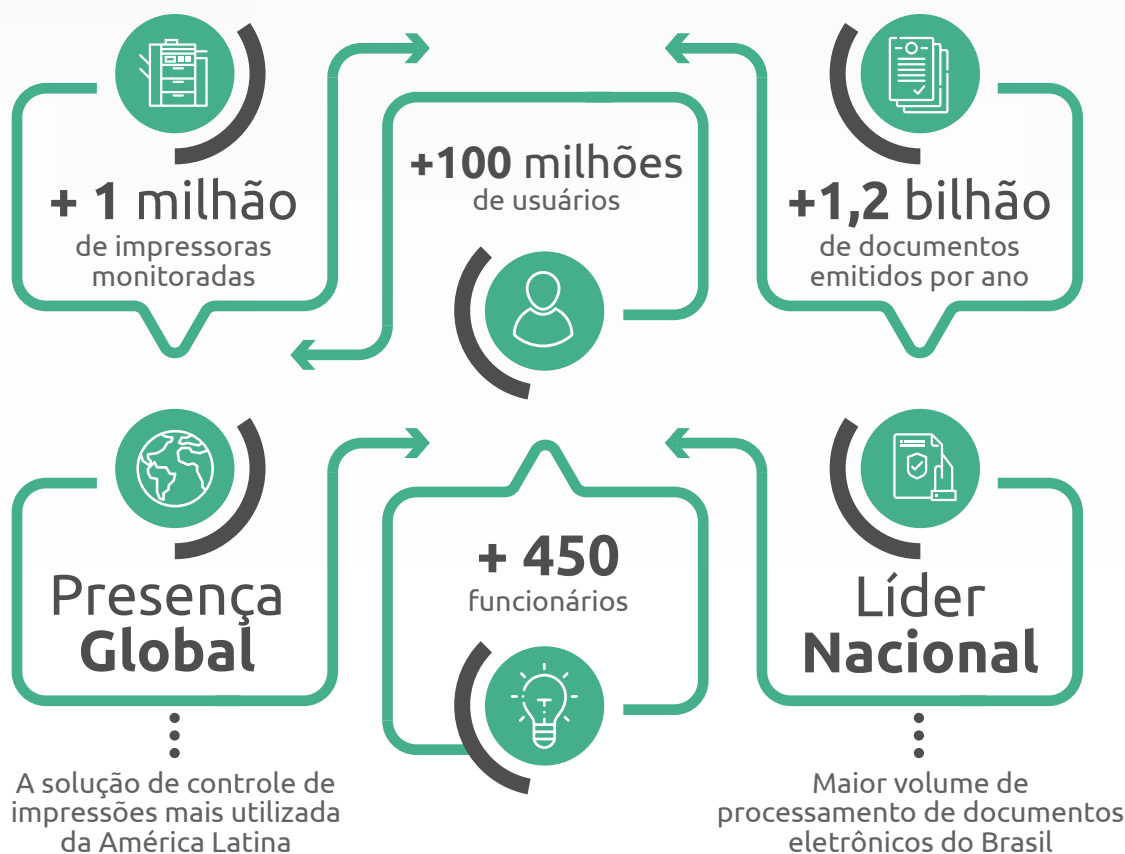 + 1 milhão
de impressoras
monitoradas
+100 milhões
de usuários
+1,2 bilhão
de documentos
emitidos por ano
Presença
Global
A solução de controle de
impressões mais utilizada
da América Latina
+ 450
funcionários
Líder
Nacional
Maior volume de
processamento de documentos
eletrônicos do Brasil